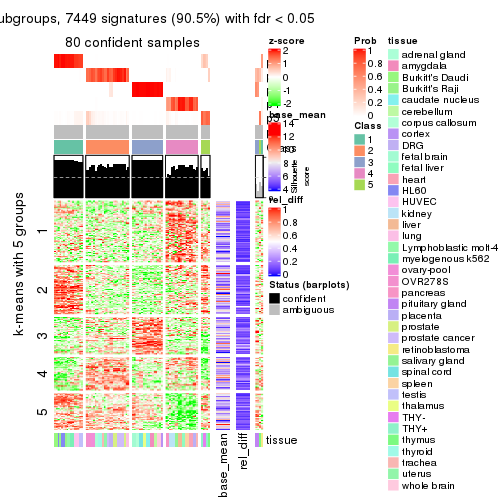 ubgroups, 7449 signatures (90.5%) with fdr < 0.05
80 confident samples
z-score
2
1
0
-1
-2
base_mean
14
12
10
8
6
4
Silhouette
score
rel_diff
1
0.8
0.6
0.4
0.2
0
Status (barplots)
confident
ambiguous
Prob
1
0.8
0.6
0.4
0.2
0
Class
1
2
3
4
5
k-means with 5 groups
1
2
3
4
5
base_mean
rel_diff
tissue
tissue
adrenal gland
amygdala
Burkitt's Daudi
Burkitt's Raji
caudate nucleus
cerebellum
corpus callosum
cortex
DRG
fetal brain
fetal liver
heart
HL60
HUVEC
kidney
liver
lung
Lymphoblastic molt-4
myelogenous k562
ovary-pool
OVR278S
pancreas
pituitary gland
placenta
prostate
prostate cancer
retinoblastoma
salivary gland
spinal cord
spleen
testis
thalamus
THY-
THY+
thymus
thyroid
trachea
uterus
whole brain